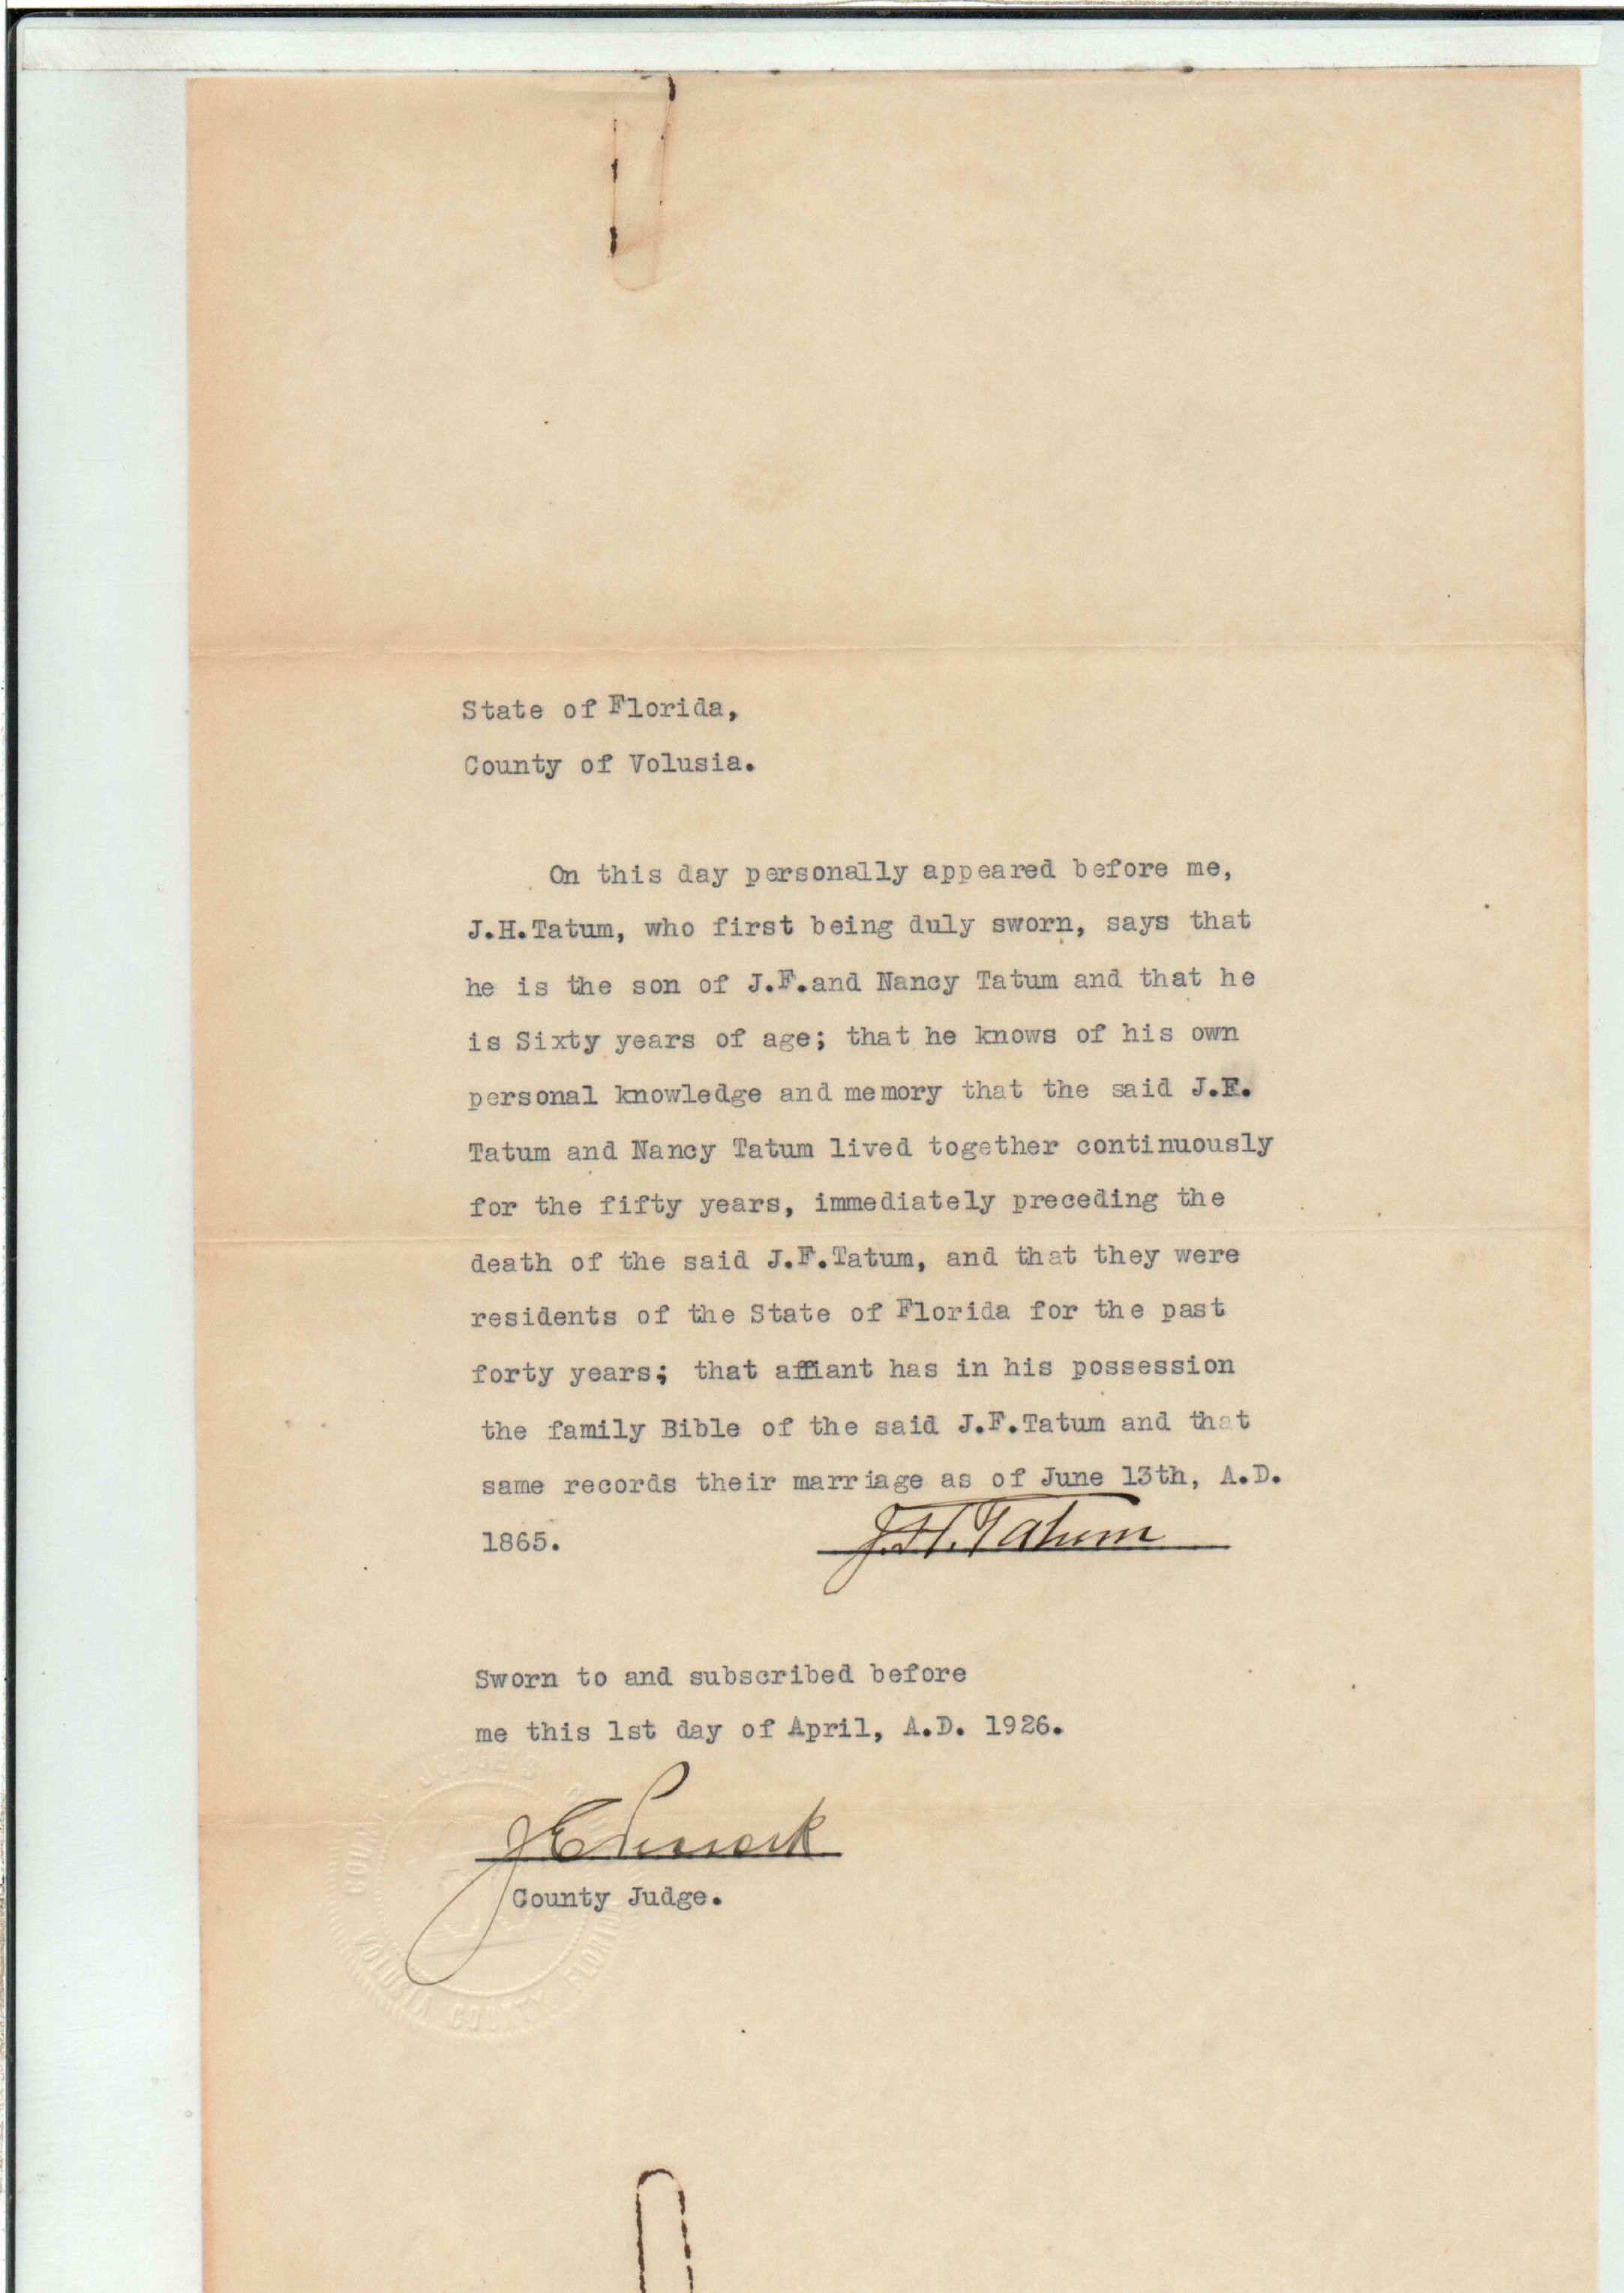 State of Florida,
County of Volusia.
On this day personally appeared before me,
J.H.Tatum, who first being duly sworn, says that
he is the son of J.F.and Nancy Tatum and that he
is Sixty years of age; that he knows of his own
personal knowledge and memory that the said J.F.
Tatum and Nancy Tatum lived together continuously
for the fifty years, immediately preceding the
death of the said J.F.Tatum, and that they were
residents of the State of Florida for the past
forty years; that affiant has in his possession
the family Bible of the said J.F.Tatum and that
same records their marriage as of June 13th, A.D.
1865.
J.H.Tatum
Sworn to and subscribed before
me this 1st day of April, A.D. 1926.
County Judge.
COUNTY JUDGE'S
VOLUSIA COUNTY, FLORIDA